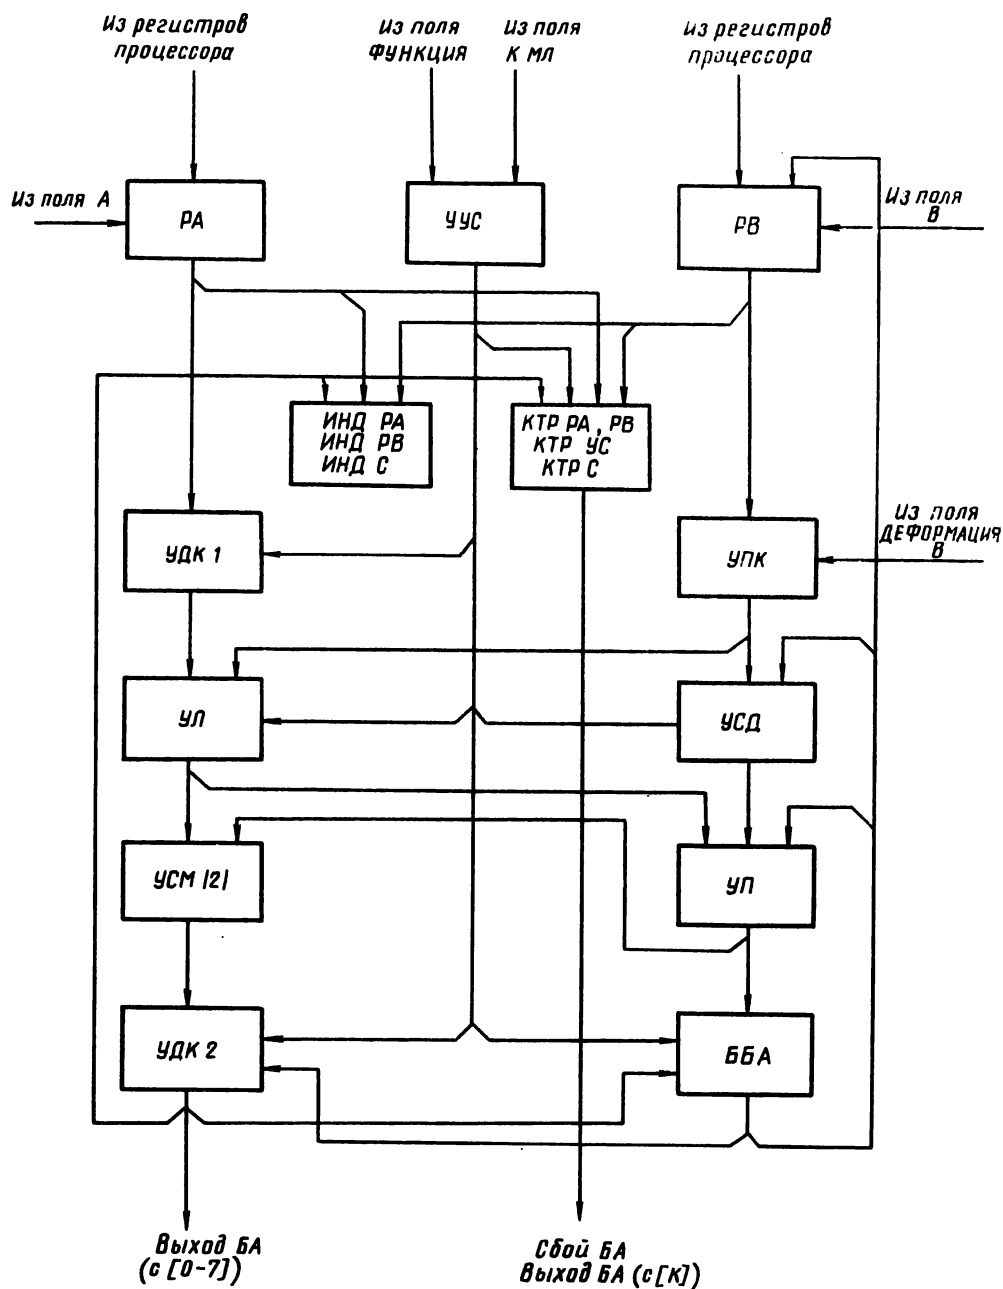 Из регистров
процессора
Из поля
ФУНКЦИЯ
Из поля
К МЛ
Из регистров
процессора
Из поля А
РА
УУС
РВ
Из поля
В
ИНД РА
ИНД РВ
ИНД С
КТР РА, РВ
КТР УС
КТР С
УДК 1
УПК
Из поля
ДЕФОРМАЦИЯ
В
УЛ
УСД
УСМ |2|
УП
УДК 2
ББА
Выход БА
(с [0-7])
Сбой БА
Выход БА (с [К])